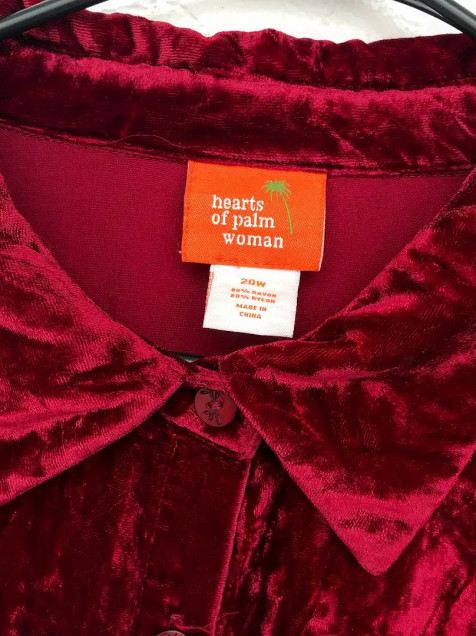 hearts
of palm
woman
20W
80% RAYON
20% NYLON
MADE IN
CHINA